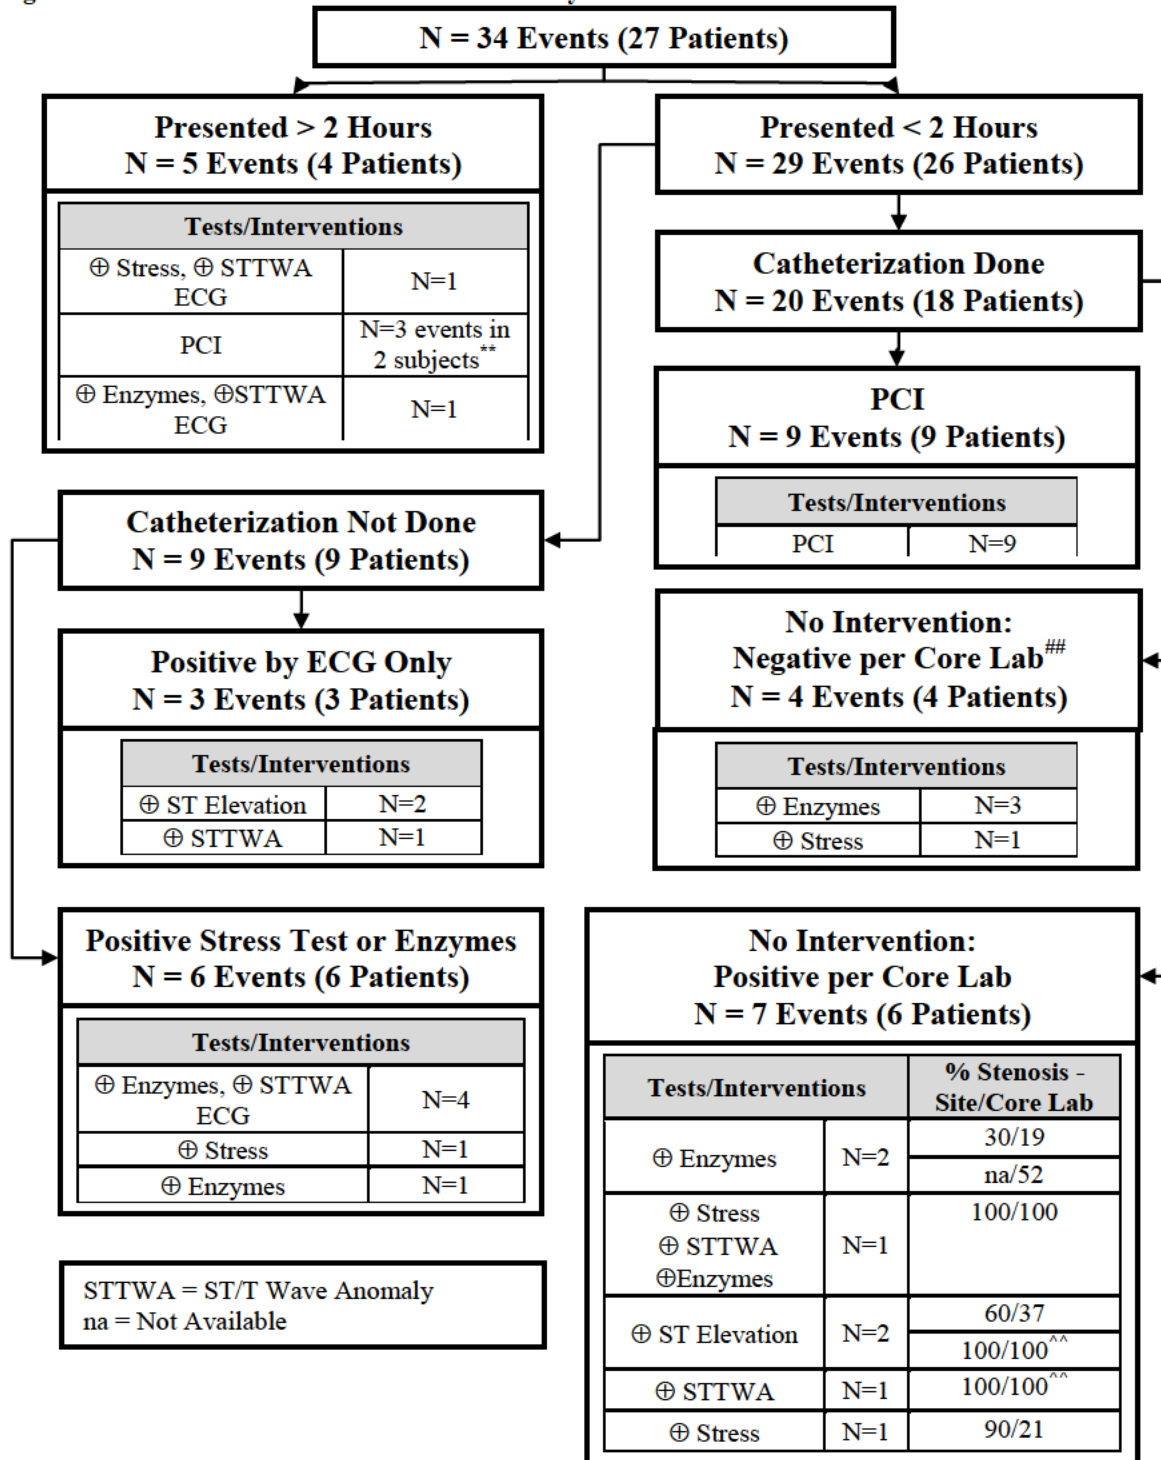 N = 34 Events (27 Patients)
Presented > 2 Hours
N = 5 Events (4 Patients)
Tests/Interventions
⊕ Stress, ⊕ STTWA
ECG
N=1
PCI
N=3 events in
2 subjects**
⊕ Enzymes, ⊕STTWA
ECG
N=1
Presented < 2 Hours
N = 29 Events (26 Patients)
Catheterization Done
N = 20 Events (18 Patients)
PCI
N = 9 Events (9 Patients)
Tests/Interventions
PCI N=9
Catheterization Not Done
N = 9 Events (9 Patients)
Positive by ECG Only
N = 3 Events (3 Patients)
Tests/Interventions
⊕ ST Elevation N=2
⊕ STTWA N=1
No Intervention:
Negative per Core Lab##
N = 4 Events (4 Patients)
Tests/Interventions
⊕ Enzymes N=3
⊕ Stress N=1
Positive Stress Test or Enzymes
N = 6 Events (6 Patients)
Tests/Interventions
⊕ Enzymes, ⊕ STTWA
ECG
N=4
⊕ Stress N=1
⊕ Enzymes N=1
No Intervention:
Positive per Core Lab
N = 7 Events (6 Patients)
Tests/Interventions
% Stenosis -
Site/Core Lab
⊕ Enzymes N=2
30/19
na/52
⊕ Stress
⊕ STTWA
⊕Enzymes
N=1
100/100
⊕ ST Elevation N=2
60/37
100/100^^
⊕ STTWA N=1 100/100^^
⊕ Stress N=1 90/21
STTWA = ST/T Wave Anomaly
na = Not Available